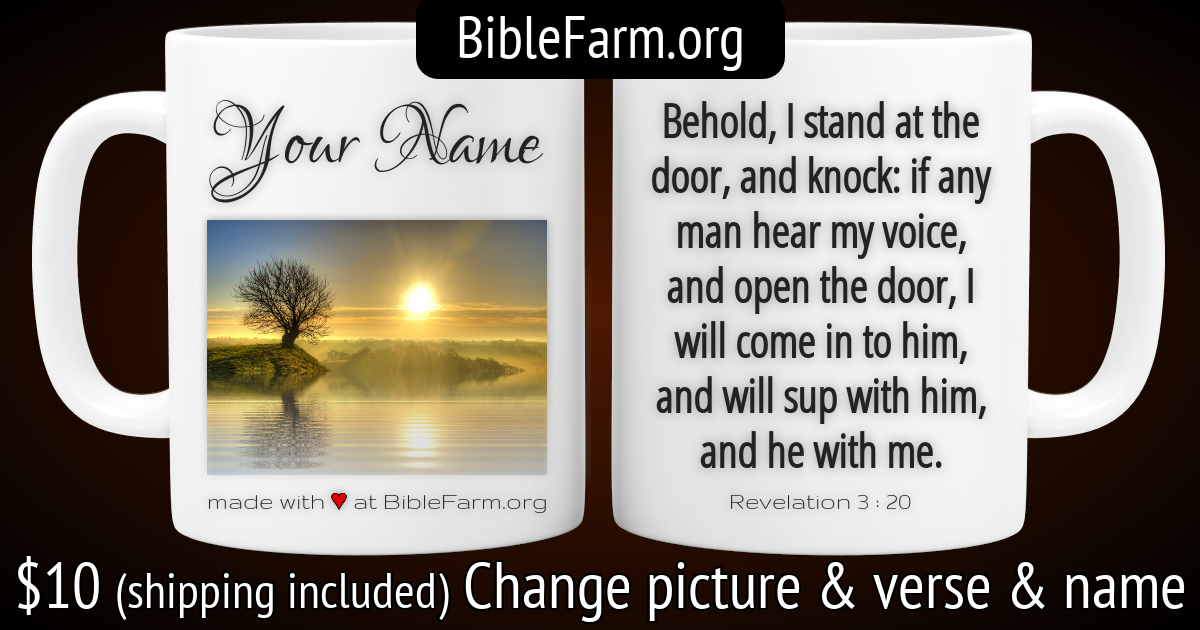 BibleFarm.org
Your Name
made with ♥ at BibleFarm.org
Behold, I stand at the
door, and knock: if any
man hear my voice,
and open the door, I
will come in to him,
and will sup with him,
and he with me.
Revelation 3 : 20
$10 (shipping included) Change picture & verse & name